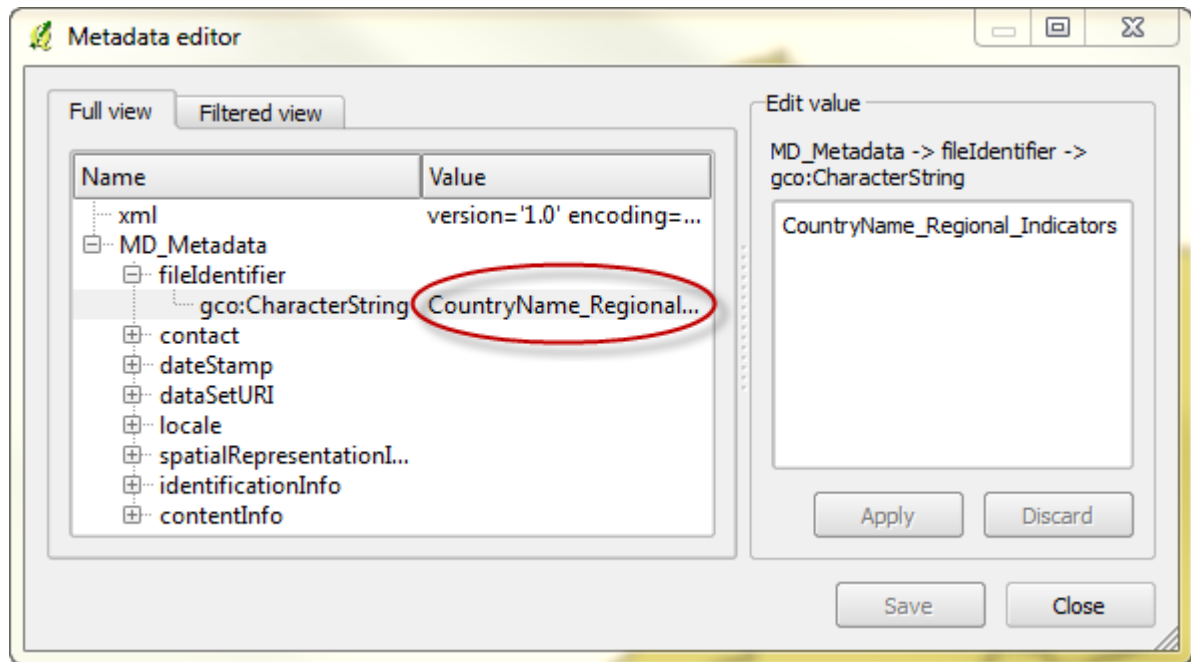 Metadata editor
Full view Filtered view
Name Value
xml version='1.0' encoding=...
MD_Metadata
fileIdentifier
gco:CharacterString CountryName_Regional...
contact
dateStamp
dataSetURI
locale
spatialRepresentationI...
identificationInfo
contentInfo
Edit value
MD_Metadata -> fileIdentifier ->
gco:CharacterString
CountryName_Regional_Indicators
Apply Discard
Save Close